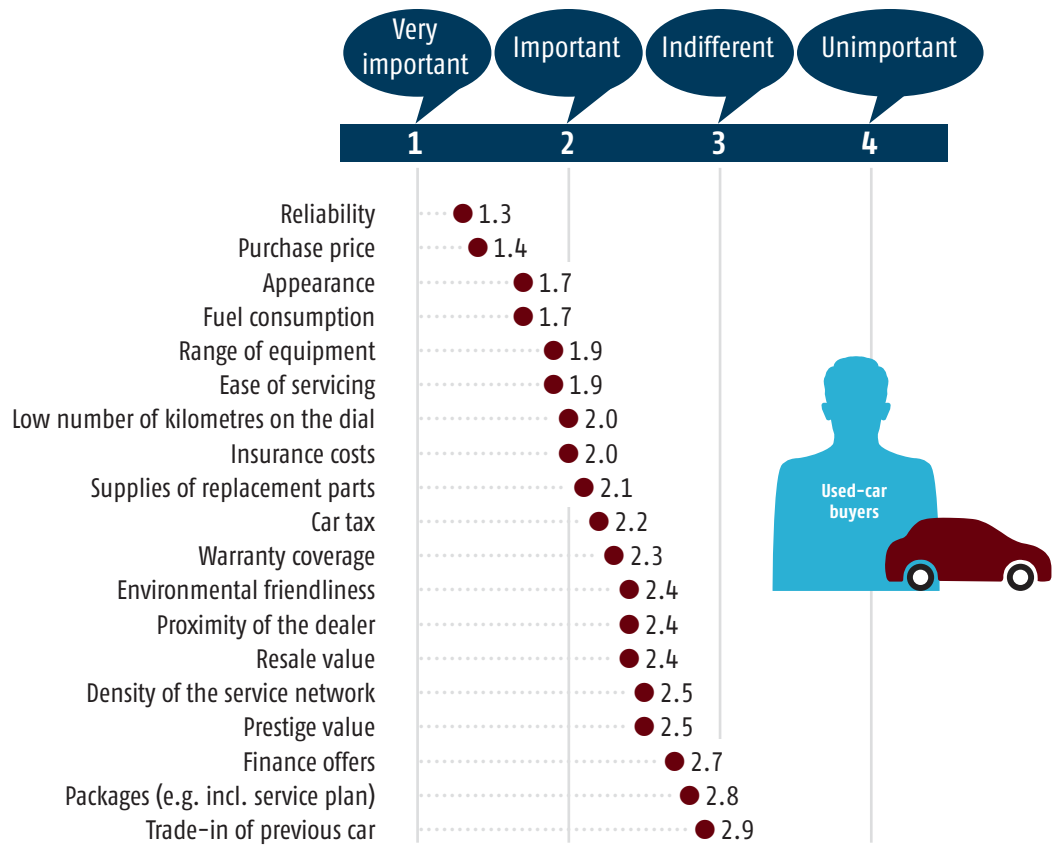 Very
important
Important
Indifferent
Unimportant
1 2 3 4
Reliability 1.3
Purchase price 1.4
Appearance 1.7
Fuel consumption 1.7
Range of equipment 1.9
Ease of servicing 1.9
Low number of kilometres on the dial 2.0
Insurance costs 2.0
Supplies of replacement parts 2.1
Car tax 2.2
Warranty coverage 2.3
Environmental friendliness 2.4
Proximity of the dealer 2.4
Resale value 2.4
Density of the service network 2.5
Prestige value 2.5
Finance offers 2.7
Packages (e.g. incl. service plan) 2.8
Trade-in of previous car 2.9
Used-car
buyers